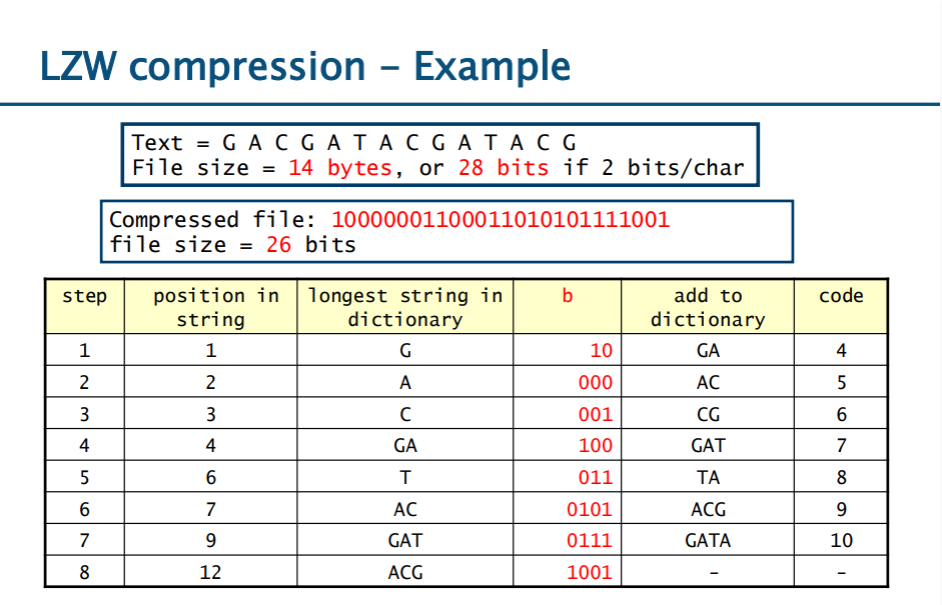 LZW compression – Example
Text = G A C G A T A C G A T A C G
File size = 14 bytes, or 28 bits if 2 bits/char
Compressed file: 10000001100011010101111001
file size = 26 bits
step position in string longest string in dictionary b add to dictionary code
1 1 G 10 GA 4
2 2 A 000 AC 5
3 3 C 001 CG 6
4 4 GA 100 GAT 7
5 6 T 011 TA 8
6 7 AC 0101 ACG 9
7 9 GAT 0111 GATA 10
8 12 ACG 1001 – –